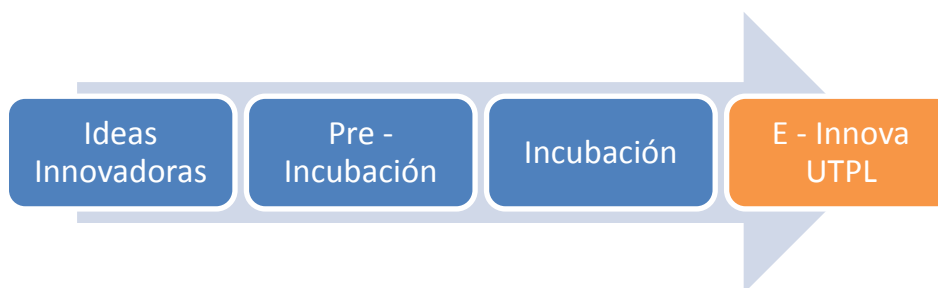 Ideas
Innovadoras
Pre -
Incubación
Incubación
E - Innova
UTPL